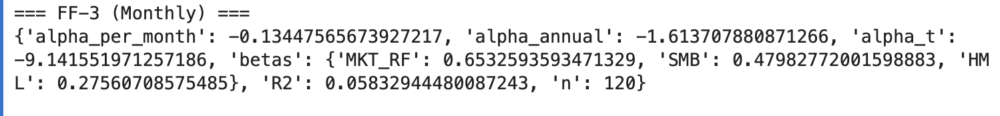 === FF-3 (Monthly) ===
{'alpha_per_month': -0.13447565673927217, 'alpha_annual': -1.613707880871266, 'alpha_t':
-9.141551971257186, 'betas': {'MKT_RF': 0.6532593593471329, 'SMB': 0.47982772001598883, 'HM
L': 0.27560708575485}, 'R2': 0.05832944480087243, 'n': 120}